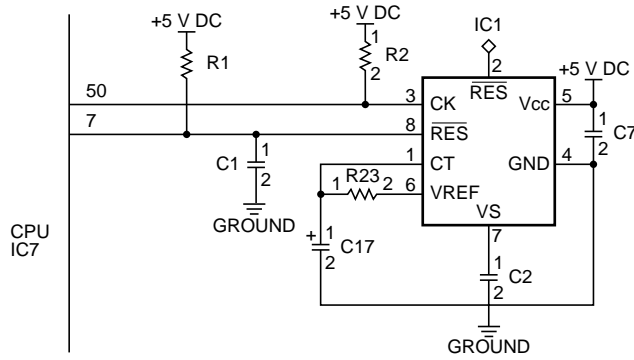 +5 V DC
+5 V DC
IC1
R1
1
R2
2
2
+5 V DC
50
3
CK
RES
Vcc
5
1
C7
2
7
8
RES
C1
1
2
1
CT
GND
4
R23
1
2
6
VREF
GROUND
VS
7
CPU
IC7
+
1
C17
2
1
C2
2
GROUND